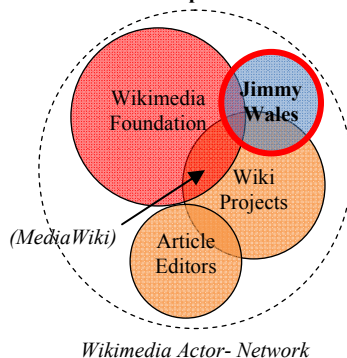 Wikimedia
Foundation
Jimmy
Wales
Wiki
Projects
(MediaWiki)
Article
Editors
Wikimedia Actor- Network